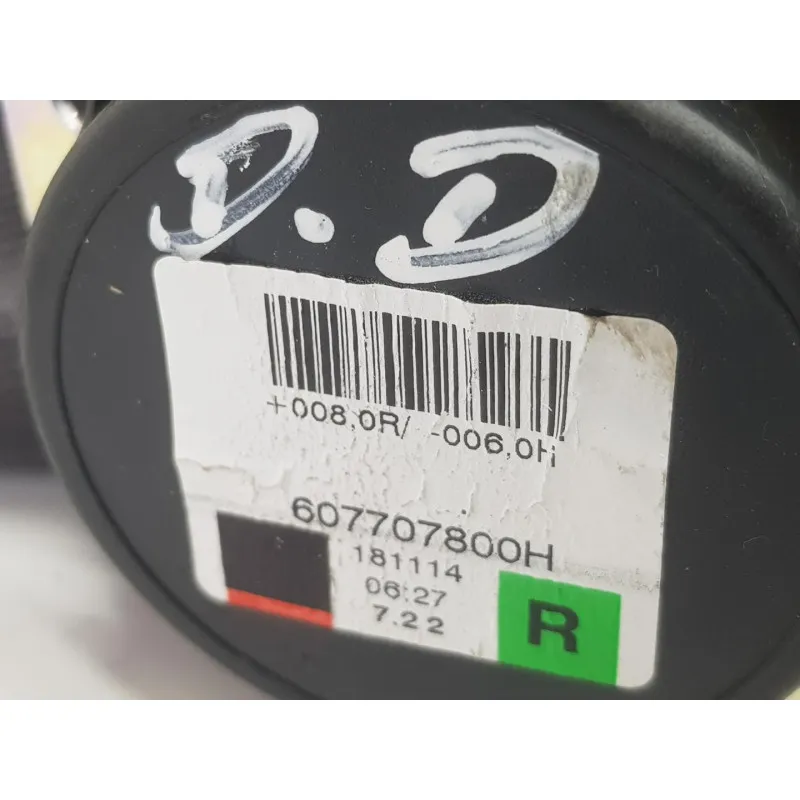 D.D
+008,0R/ -006,0H
607707800H
181114
06:27
7.22
R